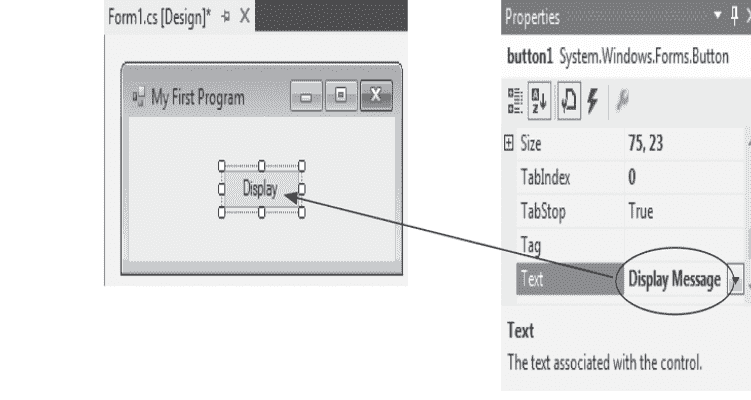 Form1.cs [Design]*
My First Program
Display
Properties
button1 System.Windows.Forms.Button
Size 75, 23
TabIndex 0
TabStop True
Tag
Text Display Message
Text
The text associated with the control.